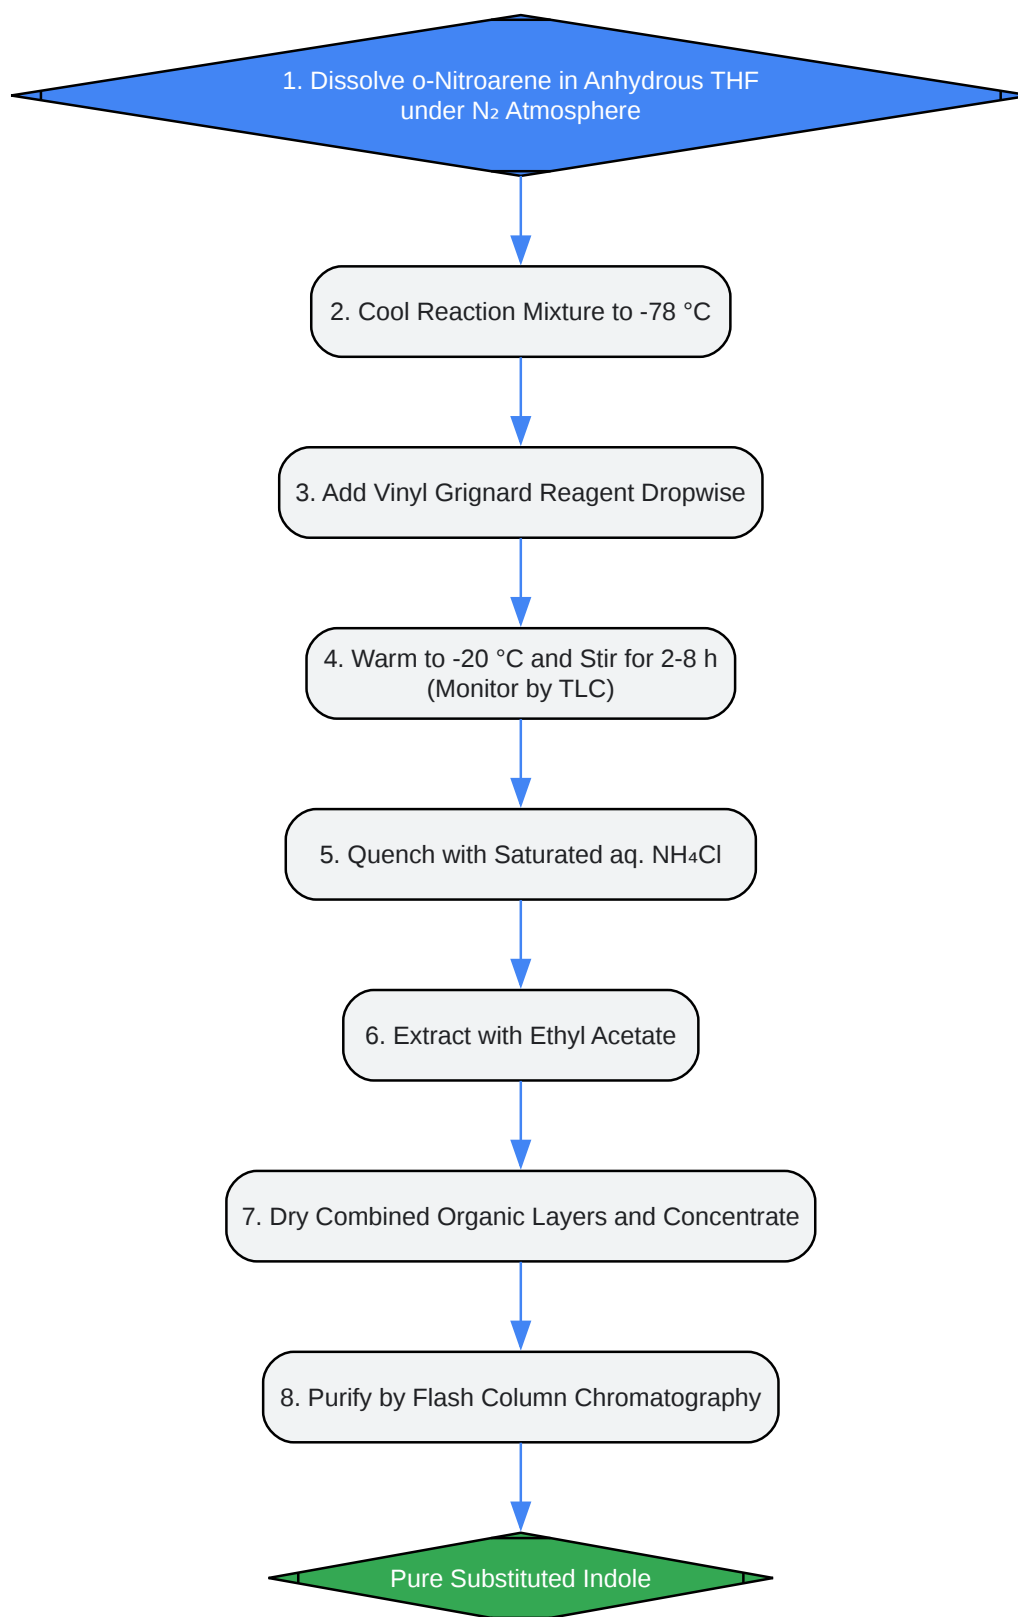 1. Dissolve o-Nitroarene in Anhydrous THF
under N₂ Atmosphere
2. Cool Reaction Mixture to -78 °C
3. Add Vinyl Grignard Reagent Dropwise
4. Warm to -20 °C and Stir for 2-8 h
(Monitor by TLC)
5. Quench with Saturated aq. NH₄Cl
6. Extract with Ethyl Acetate
7. Dry Combined Organic Layers and Concentrate
8. Purify by Flash Column Chromatography
Pure Substituted Indole